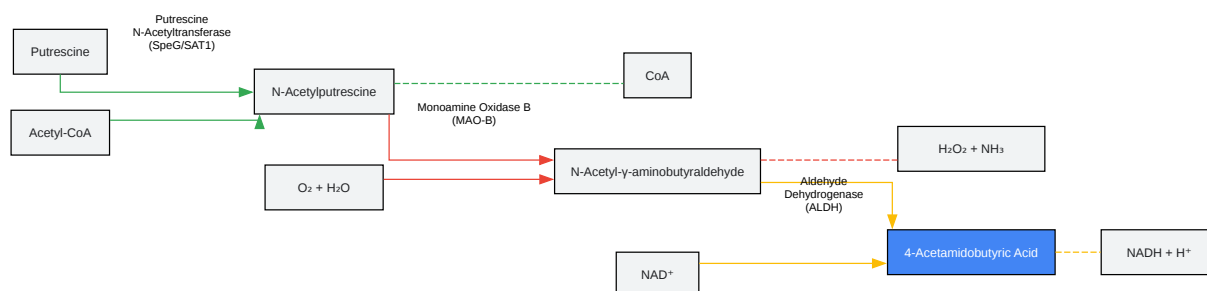 Putrescine
N-Acetyltransferase
(SpeG/SAT1)
Putrescine
N-Acetylputrescine
CoA
Acetyl-CoA
Monoamine Oxidase B
(MAO-B)
H₂O₂ + NH₃
O₂ + H₂O
N-Acetyl-γ-aminobutyraldehyde
Aldehyde
Dehydrogenase
(ALDH)
4-Acetamidobutyric Acid
NADH + H⁺
NAD⁺